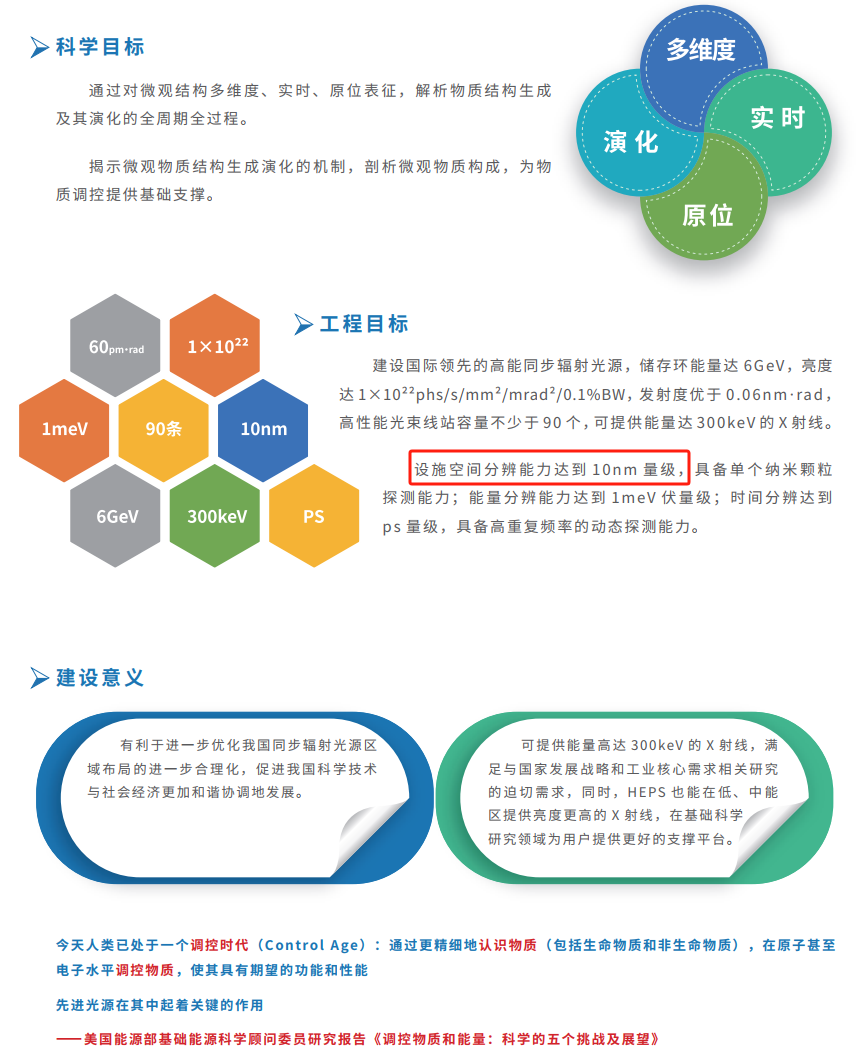 科学目标
通过对微观结构多维度、实时、原位表征，解析物质结构生成
及其演化的全周期全过程。
揭示微观物质结构生成演化的机制，剖析微观物质构成，为物
质调控提供基础支撑。
多维度
实时
演化
原位
60pm·rad
1×10²²
1meV
90条
10nm
6GeV
300keV
PS
工程目标
建设国际领先的高能同步辐射光源，储存环能量达 6GeV，亮度
达 1×10²²phs/s/mm²/mrad²/0.1%BW，发射度优于 0.06nm·rad，
高性能光束线站容量不少于 90 个，可提供能量达 300keV 的 X 射线。
设施空间分辨能力达到 10nm 量级，具备单个纳米颗粒
探测能力；能量分辨能力达到 1meV 伏量级；时间分辨达到
ps 量级，具备高重复频率的动态探测能力。
建设意义
有利于进一步优化我国同步辐射光源区
域布局的进一步合理化，促进我国科学技术
与社会经济更加和谐协调地发展。
可提供能量高达 300keV 的 X 射线，满
足与国家发展战略和工业核心需求相关研究
的迫切需求，同时，HEPS 也能在低、中能
区提供亮度更高的 X 射线，在基础科学
研究领域为用户提供更好的支撑平台。
今天人类已处于一个调控时代（Control Age）：通过更精细地认识物质（包括生命物质和非生命物质），在原子甚至
电子水平调控物质，使其具有期望的功能和性能
先进光源在其中起着关键的作用
——美国能源部基础能源科学顾问委员研究报告《调控物质和能量：科学的五个挑战及展望》